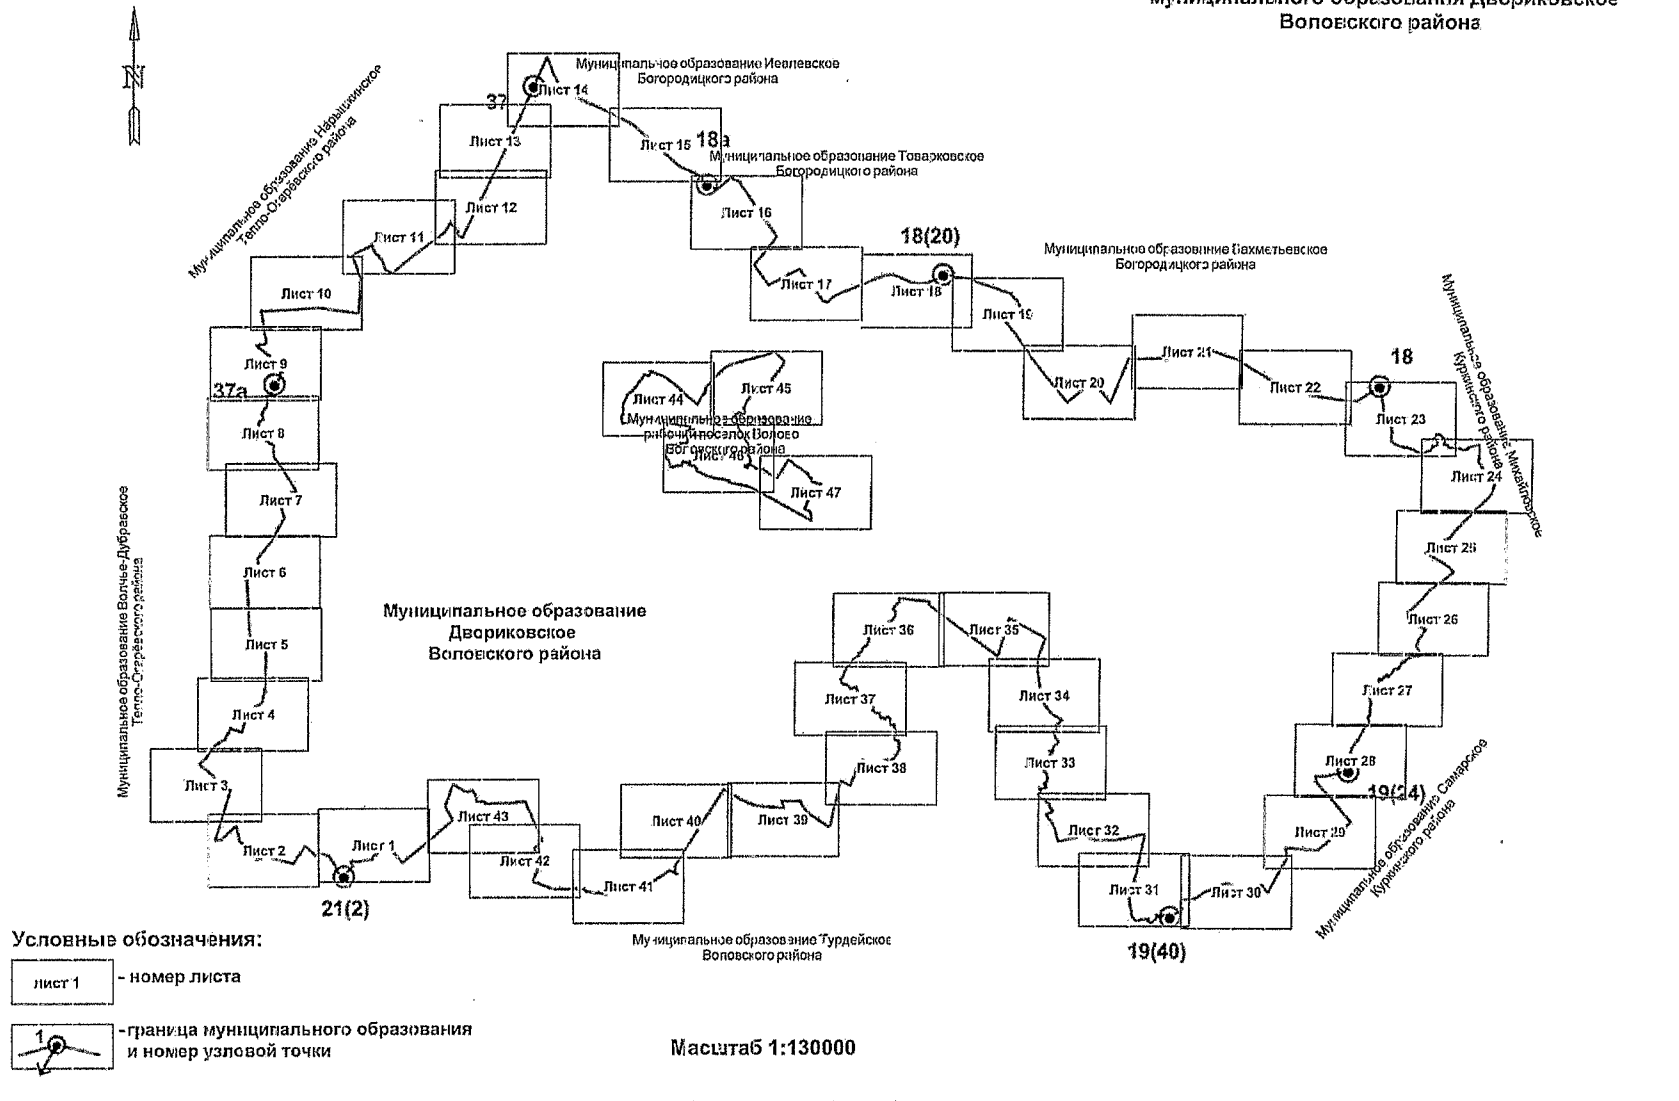 муниципального образования Двориковское
Воловского района
N
Муниципальное образование Иевлевское
Богородицкого района
Муниципальное образование Нарышкинское
Тепло-Огарёвского района
37
Лист 14
Лист 13
Лист 15
18а
Муниципальное образование Товарковское
Богородицкого района
Лист 12
Лист 16
Лист 11
18(20)
Муниципальное образование Бахметьевское
Богородицкого района
Лист 10
Лист 17
Лист 18
Лист 19
Муниципальное образование Михайловское
Куркинского района
Лист 9
37а
Лист 21
Лист 20
Лист 22
18
Лист 23
Лист 44
Лист 45
Муниципальное образование
рабочий поселок Волово
Воловского района
Лист 46
Лист 47
Лист 8
Лист 24
Лист 7
Лист 25
Лист 6
Лист 26
Муниципальное образование Волчье-Дубравское
Тепло-Огарёвского района
Муниципальное образование
Двориковское
Воловского района
Лист 5
Лист 36
Лист 35
Лист 4
Лист 37
Лист 34
Лист 27
Лист 3
Лист 38
Лист 33
Лист 28
19(24)
Муниципальное образование Самарское
Куркинского района
Лист 43
Лист 40
Лист 39
Лист 32
Лист 29
Лист 2
Лист 1
Лист 42
Лист 41
Лист 31
Лист 30
21(2)
19(40)
Муниципальное образование Турдейское
Воловского района
Условные обозначения:
лист 1
- номер листа
1
-граница муниципального образования
и номер узловой точки
Масштаб 1:130000